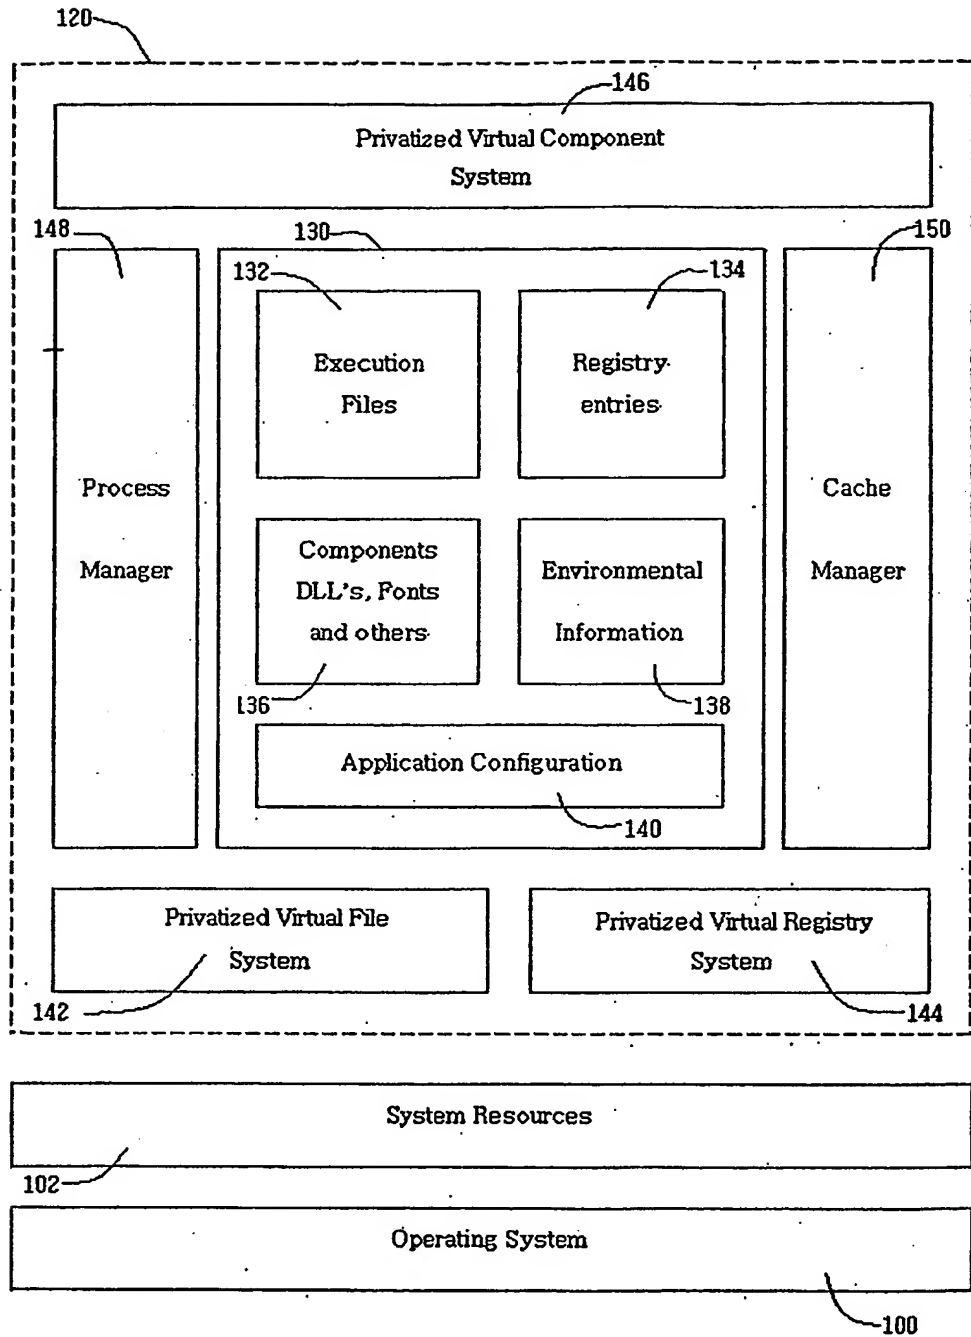 120
146
Privatized Virtual Component
System
148
130
150
132
134
Execution
Files
Registry
entries
Process
Manager
Cache
Manager
Components
DLL's, Fonts
and others
Environmental
Information
136
138
Application Configuration
140
Privatized Virtual File
System
Privatized Virtual Registry
System
142
144
System Resources
102
Operating System
100